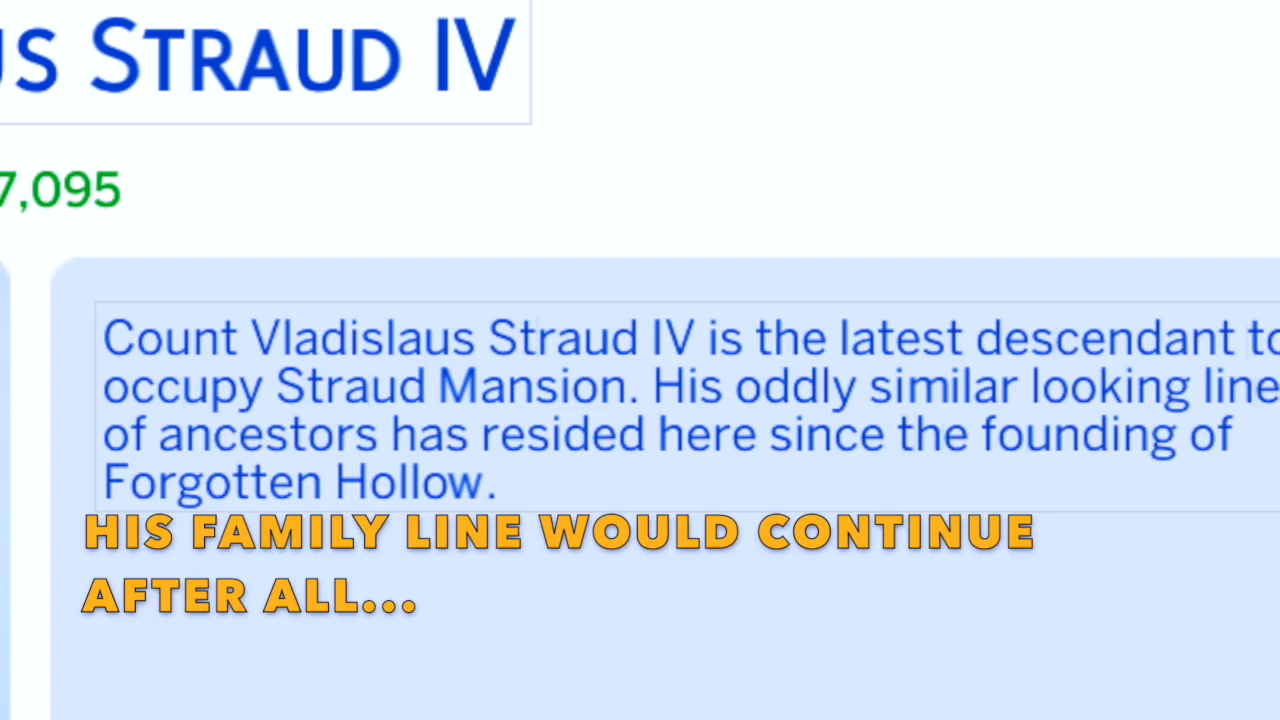 us Straud IV
7,095
Count Vladislaus Straud IV is the latest descendant to
occupy Straud Mansion. His oddly similar looking line
of ancestors has resided here since the founding of
Forgotten Hollow.
HIS FAMILY LINE WOULD CONTINUE
AFTER ALL...